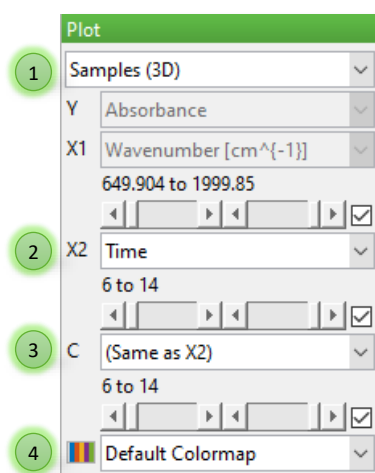 Plot
1 Samples (3D)
Y Absorbance
X1 Wavenumber [cm^{-1}]
649.904 to 1999.85
2 X2 Time
6 to 14
3 C (Same as X2)
6 to 14
4 Default Colormap